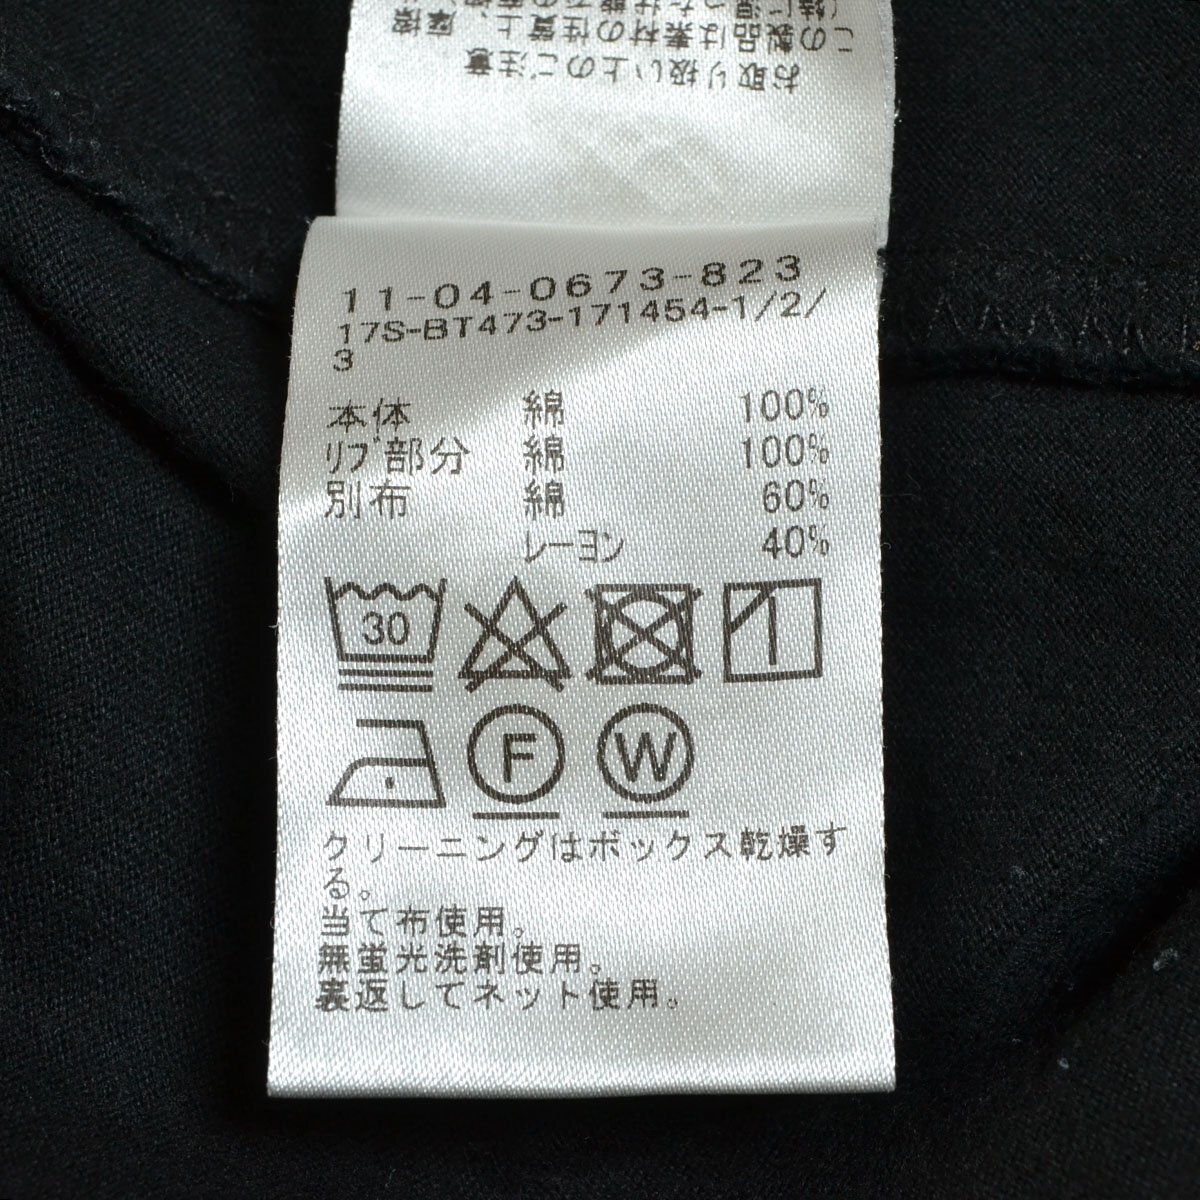 お取り扱い上のご注意
この製品は素材の性質上、摩擦
11-04-0673-823
17S-BT473-171454-1/2/
3
本体 綿 100%
リブ部分 綿 100%
別布 綿 60%
レーヨン 40%
30
F W
クリーニングはボックス乾燥す
る。
当て布使用。
無蛍光洗剤使用。
裏返してネット使用。